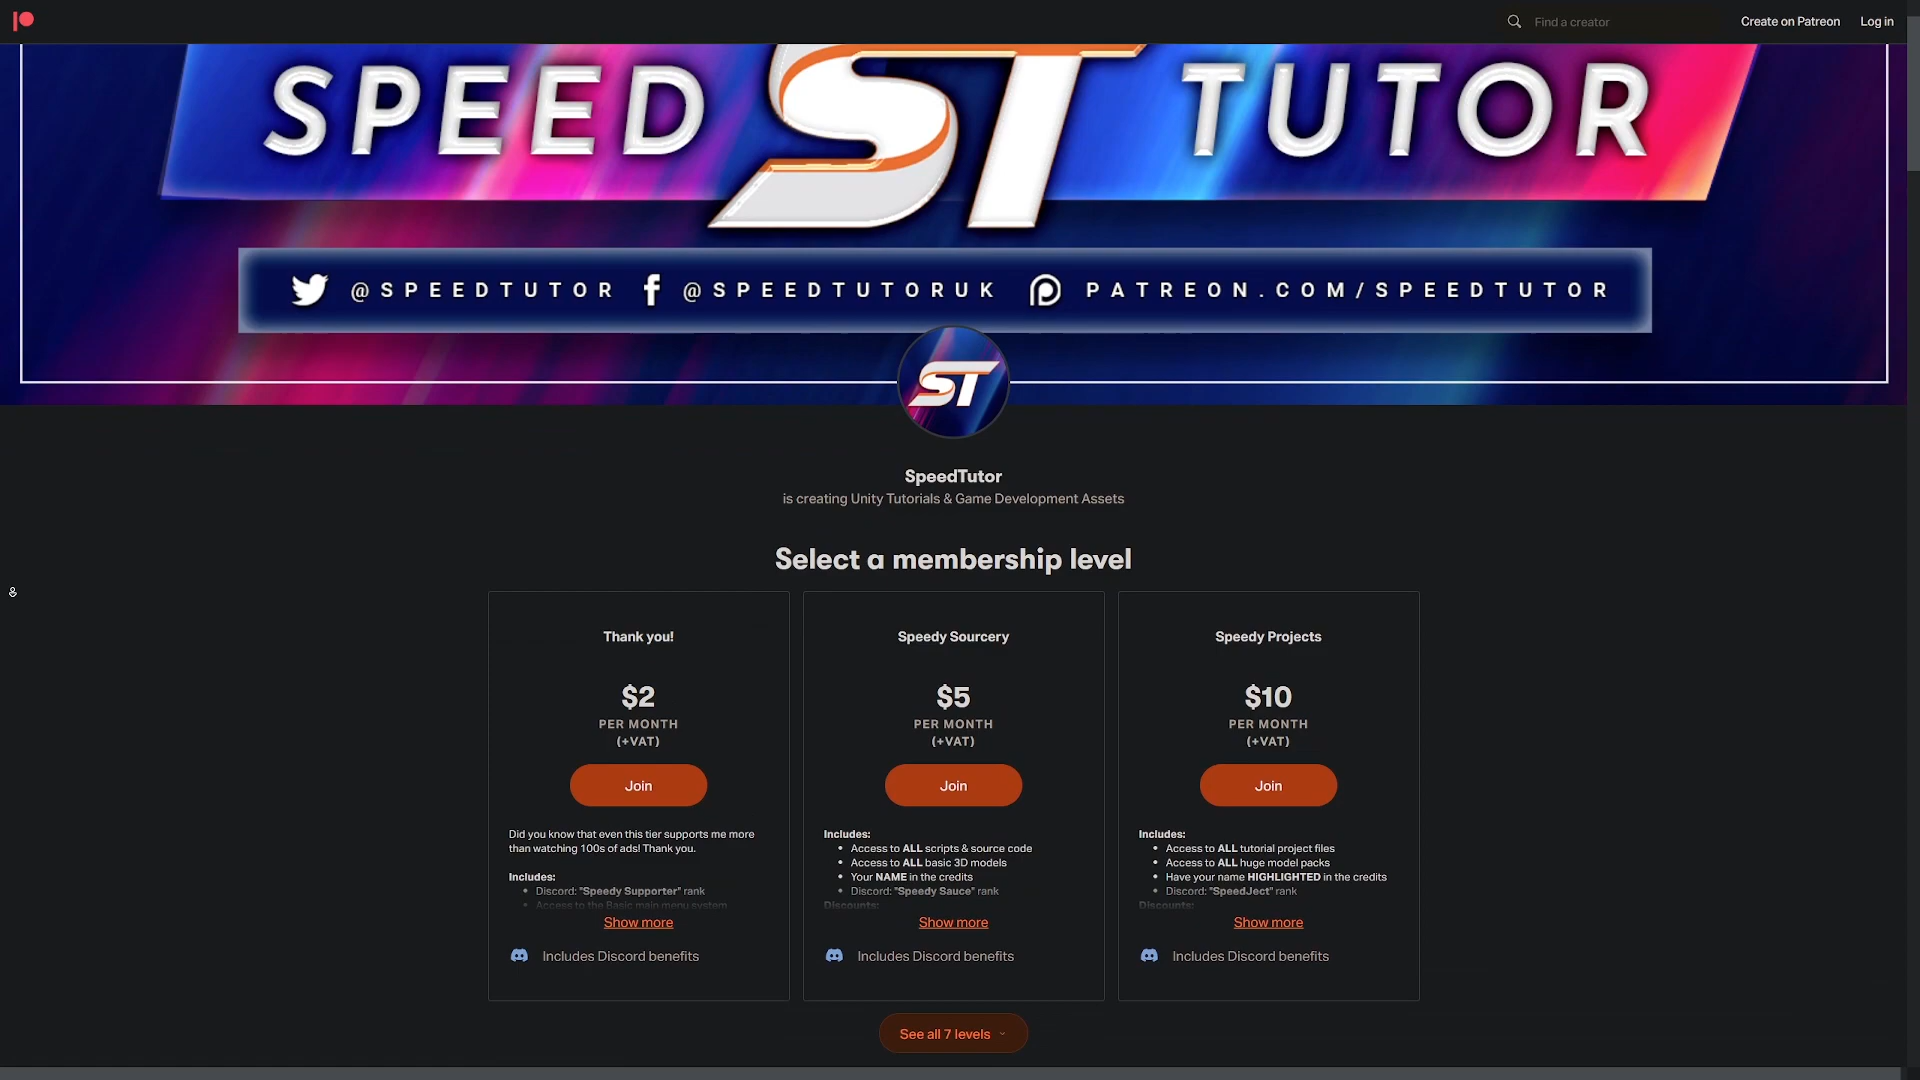 Find a creator
Create on Patreon
Log in
SPEED ST TUTOR
@SPEEDTUTOR
@SPEEDTUTORUK
PATREON.COM/SPEEDTUTOR
ST
SpeedTutor
is creating Unity Tutorials & Game Development Assets
Select a membership level
Thank you!
$2
PER MONTH
(+VAT)
Join
Did you know that even this tier supports me more
than watching 100s of ads! Thank you.
Includes:
• Discord: "Speedy Supporter" rank
• Access to the Basic main menu system
Show more
Includes Discord benefits
Speedy Sourcery
$5
PER MONTH
(+VAT)
Join
Includes:
• Access to ALL scripts & source code
• Access to ALL basic 3D models
• Your NAME in the credits
• Discord: "Speedy Sauce" rank
Discounts:
Show more
Includes Discord benefits
Speedy Projects
$10
PER MONTH
(+VAT)
Join
Includes:
• Access to ALL tutorial project files
• Access to ALL huge model packs
• Have your name HIGHLIGHTED in the credits
• Discord: "SpeedJect" rank
Discounts:
Show more
Includes Discord benefits
See all 7 levels